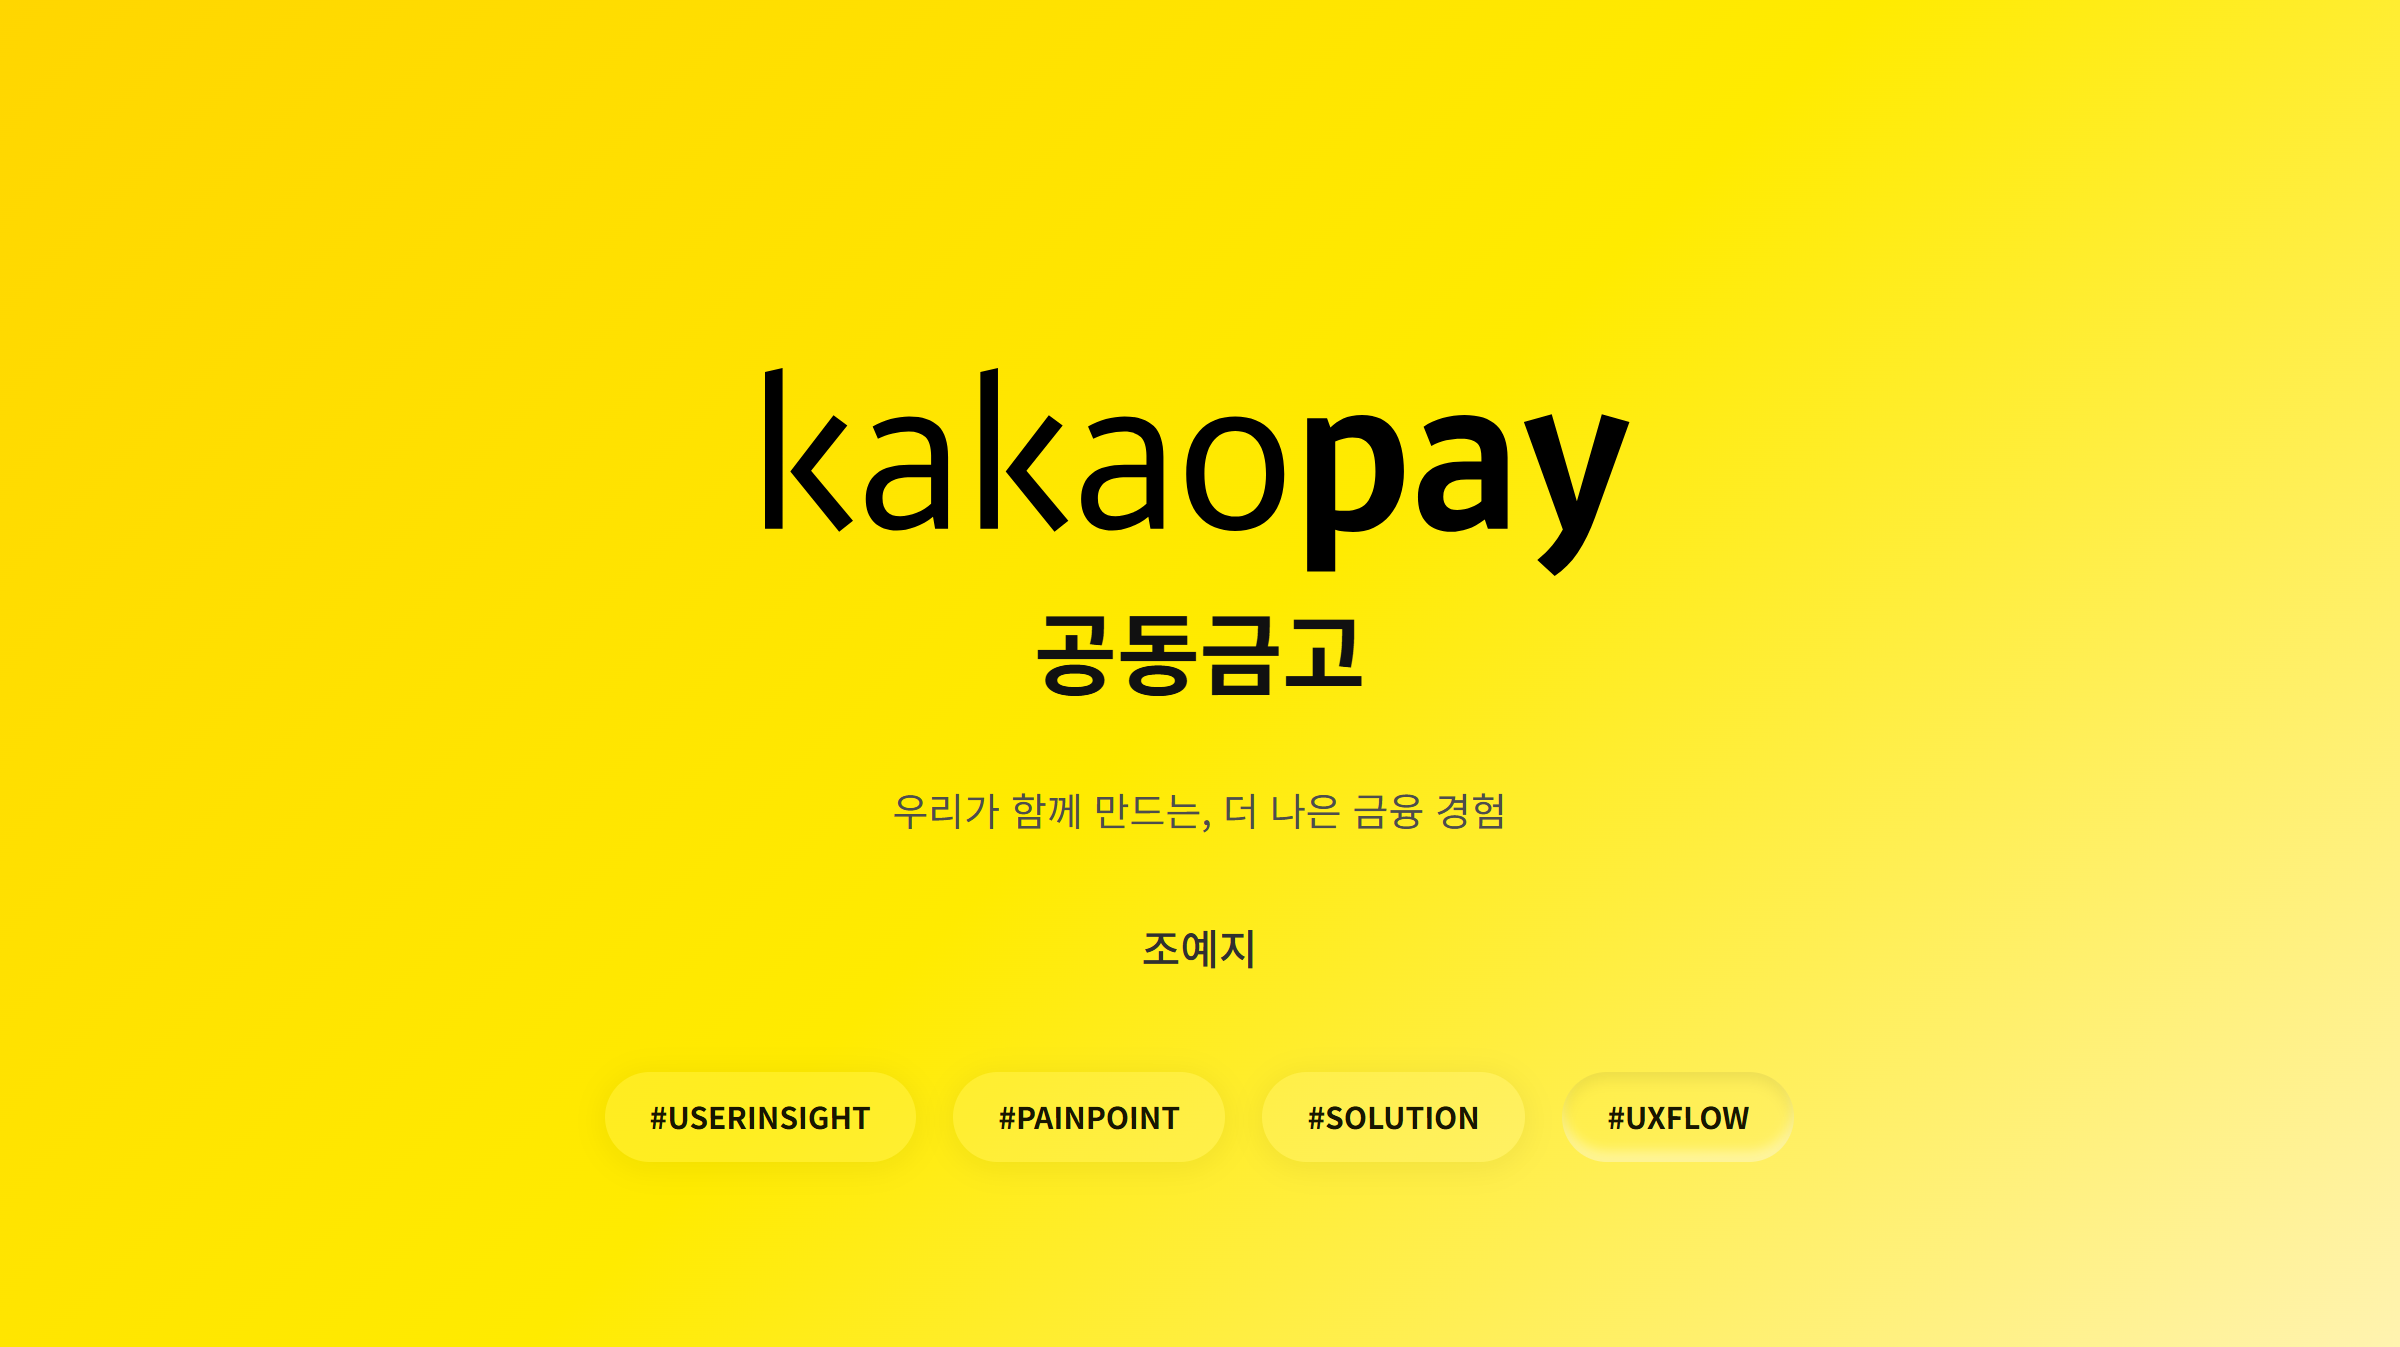 kakaopay
공동금고
우리가 함께 만드는, 더 나은 금융 경험
조예지
#USERINSIGHT #PAINPOINT #SOLUTION #UXFLOW